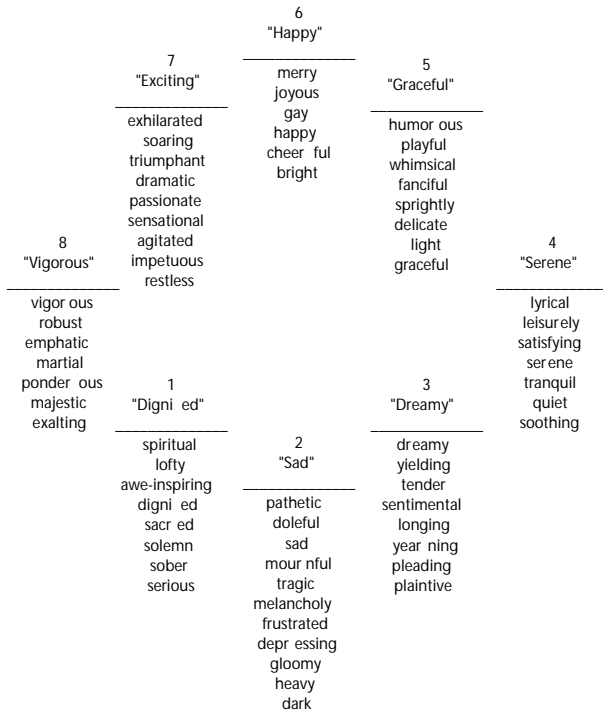 6
"Happy"
merry
joyous
gay
happy
cheer ful
bright
7
"Exciting"
exhilarated
soaring
triumphant
dramatic
passionate
sensational
agitated
impetuous
restless
5
"Graceful"
humor ous
playful
whimsical
fanciful
sprightly
delicate
light
graceful
8
"Vigorous"
vigor ous
robust
emphatic
martial
ponder ous
majestic
exalting
4
"Serene"
lyrical
leisurely
satisfying
ser ene
tranquil
quiet
soothing
1
"Digni ed"
spiritual
lofty
awe-inspiring
digni ed
sacr ed
solemn
sober
serious
2
"Sad"
pathetic
doleful
sad
mour nful
tragic
melancholy
frustrated
depr essing
gloomy
heavy
dark
3
"Dreamy"
dreamy
yielding
tender
sentimental
longing
year ning
pleading
plaintive